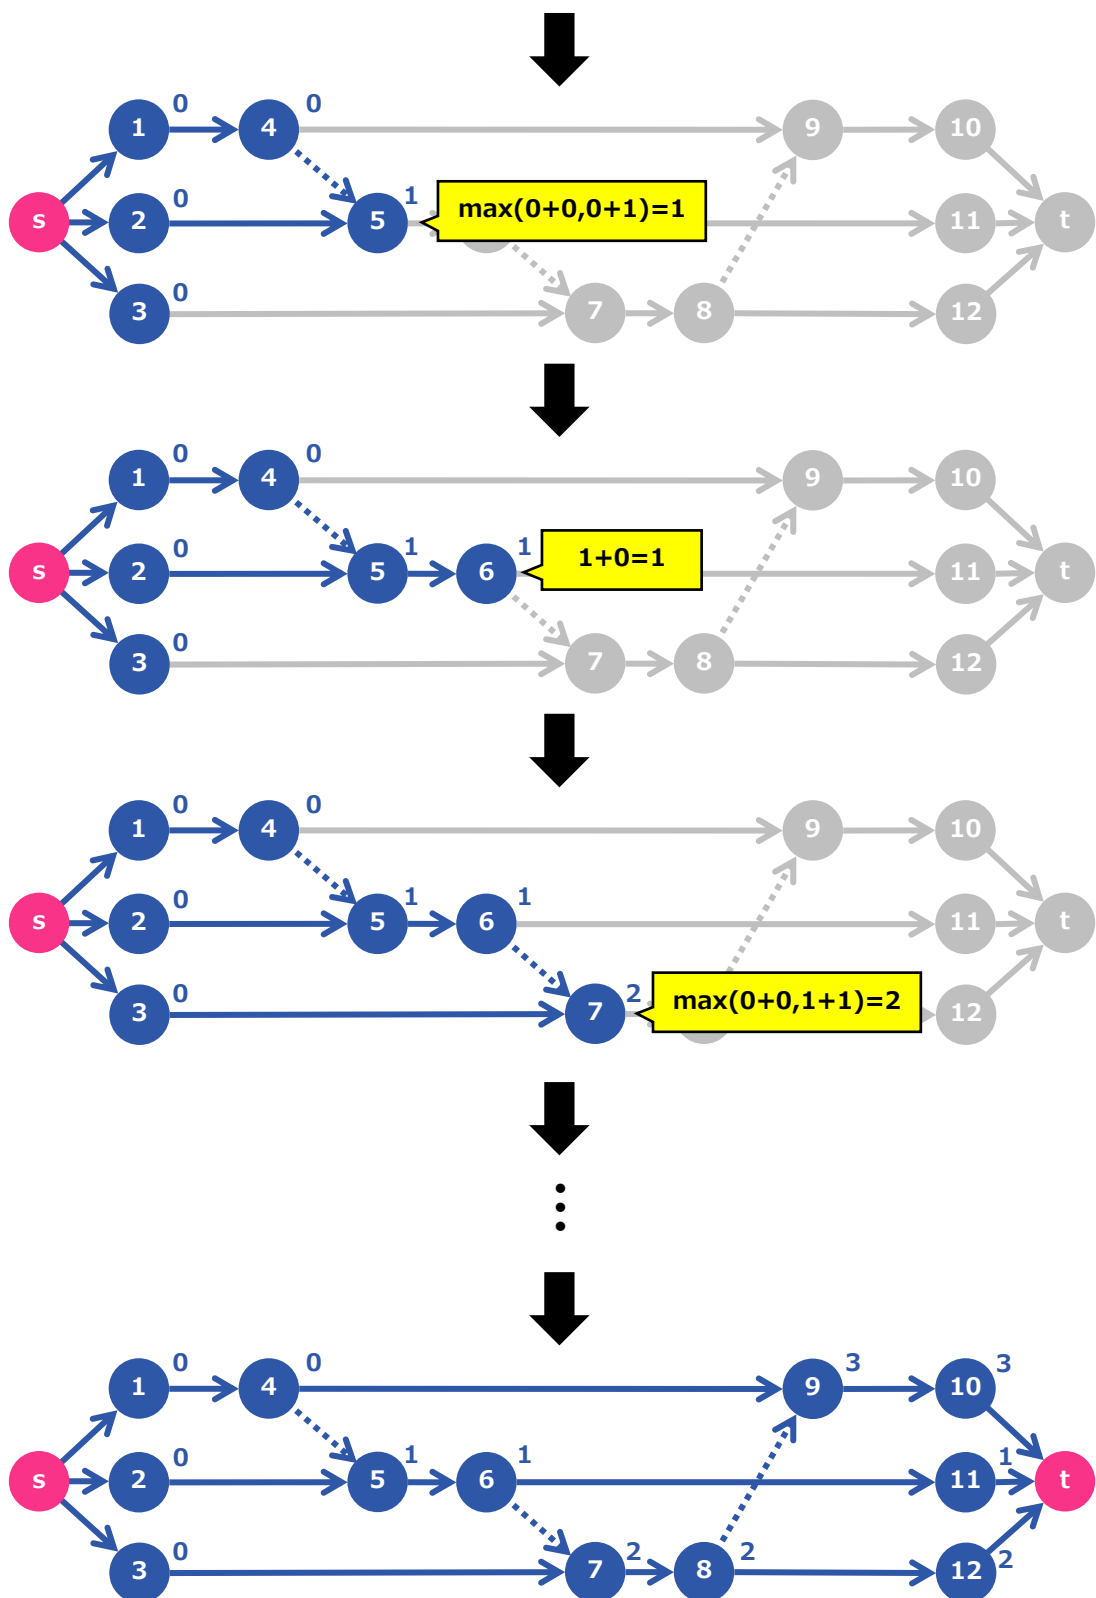 0 0
1 4 9 10
0 1
s 2 5 max(0+0,0+1)=1 11 t
0
3 7 8 12
0 0
1 4 9 10
0 1 1
s 2 5 6 1+0=1 11 t
0
3 7 8 12
0 0
1 4 9 10
0 1 1
s 2 5 6 11 t
0 2
3 7 max(0+0,1+1)=2 12
0 0 3 3
1 4 9 10
0 1 1 1
s 2 5 6 11 t
0 2 2 2
3 7 8 12